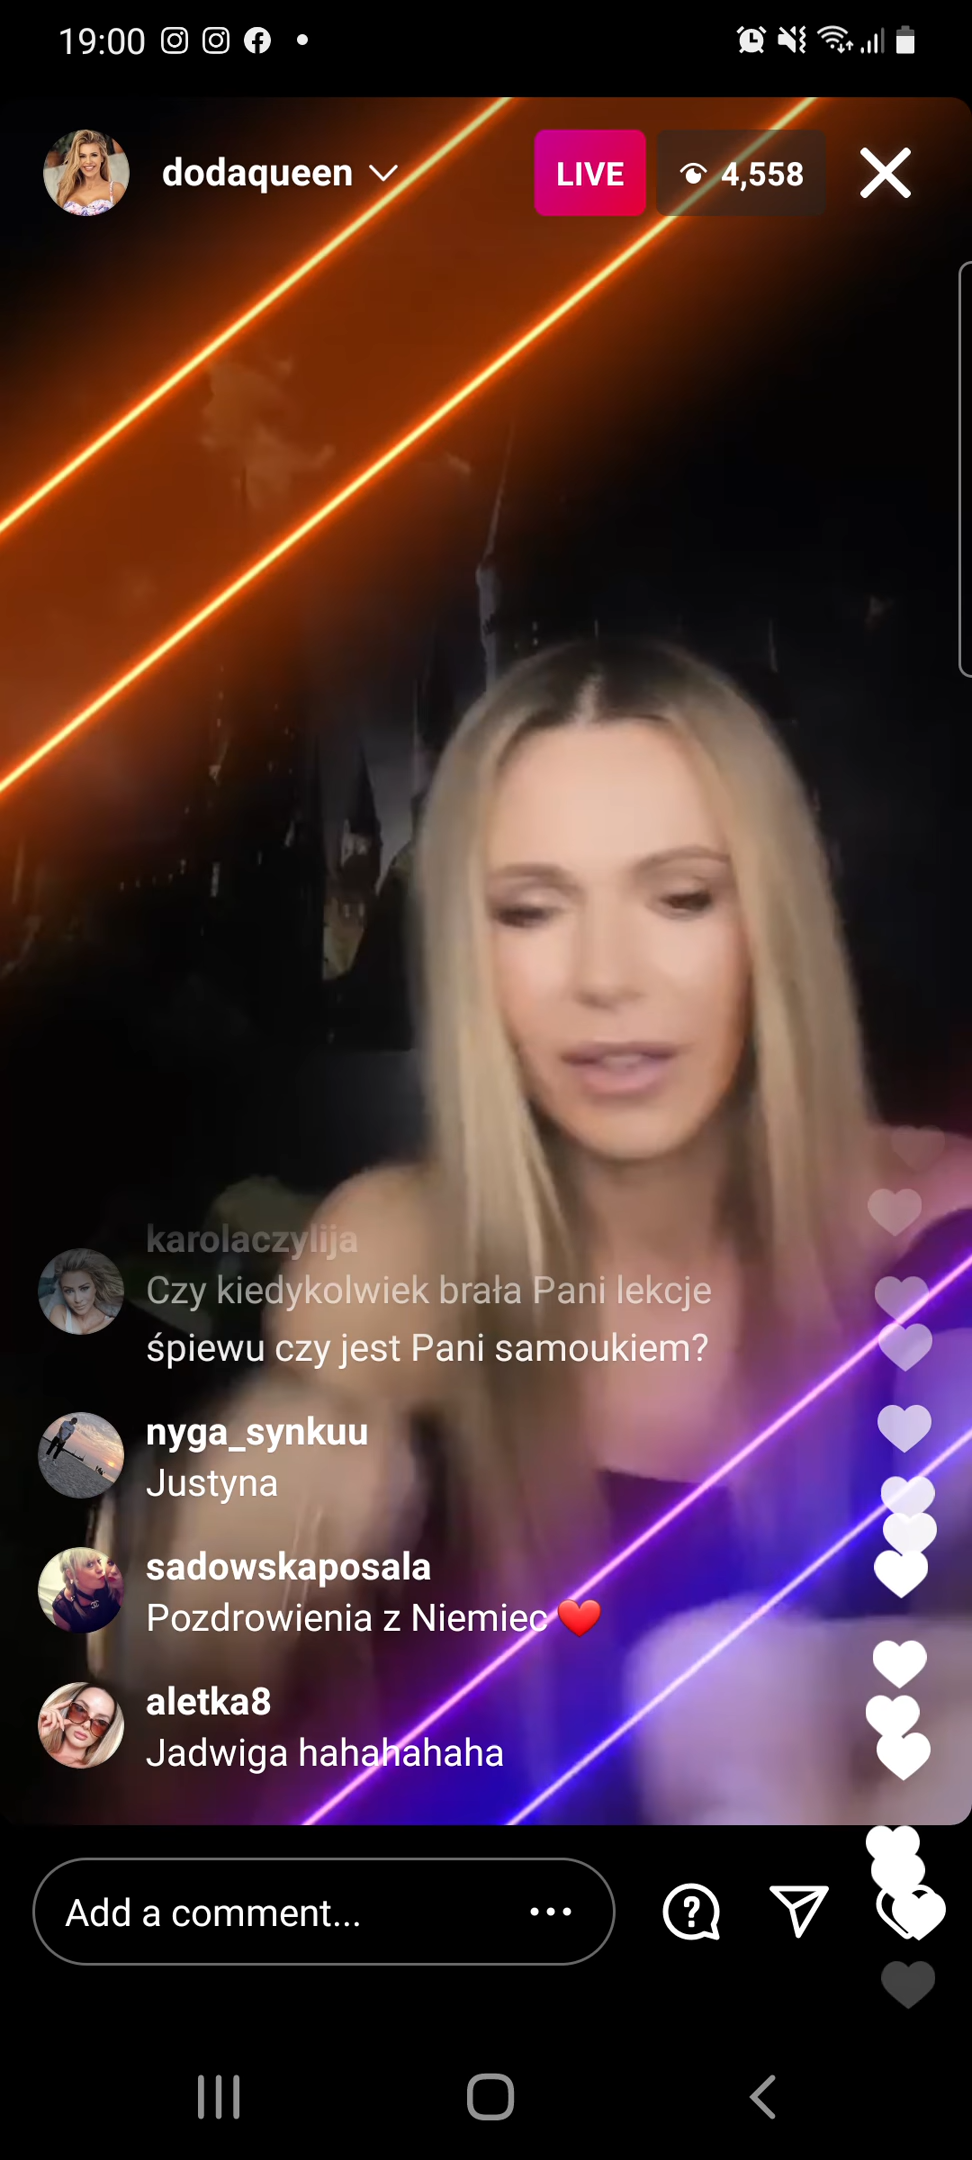 19:00
dodaqueen
LIVE
4,558
karolaczylija
Czy kiedykolwiek brała Pani lekcje
śpiewu czy jest Pani samoukiem?
nyga_synkuu
Justyna
sadowskaposala
Pozdrowienia z Niemiec ❤️
aletka8
Jadwiga hahahahaha
Add a comment...